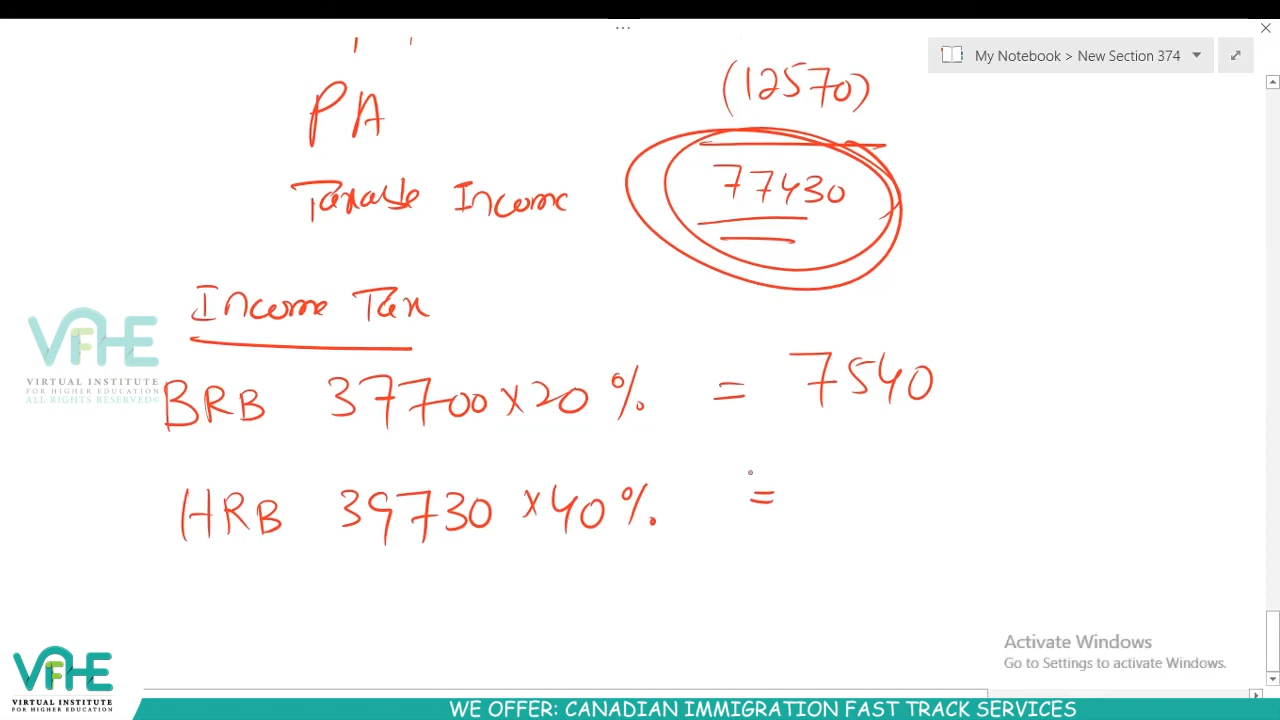 My Notebook > New Section 374
(12570)
PA
Taxable Income 77430
Income Tax
VFHE
VIRTUAL INSTITUTE
FOR HIGHER EDUCATION
ALL RIGHTS RESERVED®
BRB 37700 x 20 % = 7540
HRB 39730 x 40 % =
Activate Windows
Go to Settings to activate Windows.
VFHE
VIRTUAL INSTITUTE
FOR HIGHER EDUCATION
WE OFFER: CANADIAN IMMIGRATION FAST TRACK SERVICES